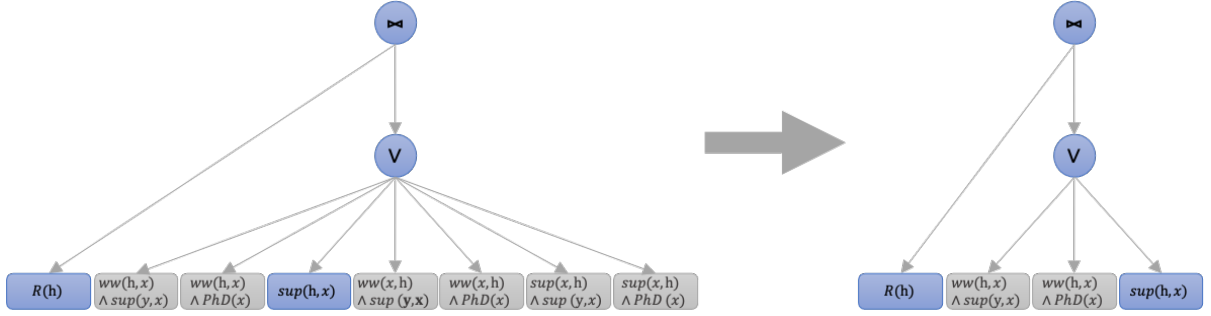 ⋈
⋈
∨
∨
R(h)
ww(h,x)
∧ sup(y,x)
ww(h,x)
∧ PhD(x)
sup(h,x)
ww(x,h)
∧ sup (y,x)
ww(x,h)
∧ PhD(x)
sup(x,h)
∧ sup (y,x)
sup(x,h)
∧ PhD (x)
R(h)
ww(h,x)
∧ sup(y,x)
ww(h,x)
∧ PhD(x)
sup(h,x)